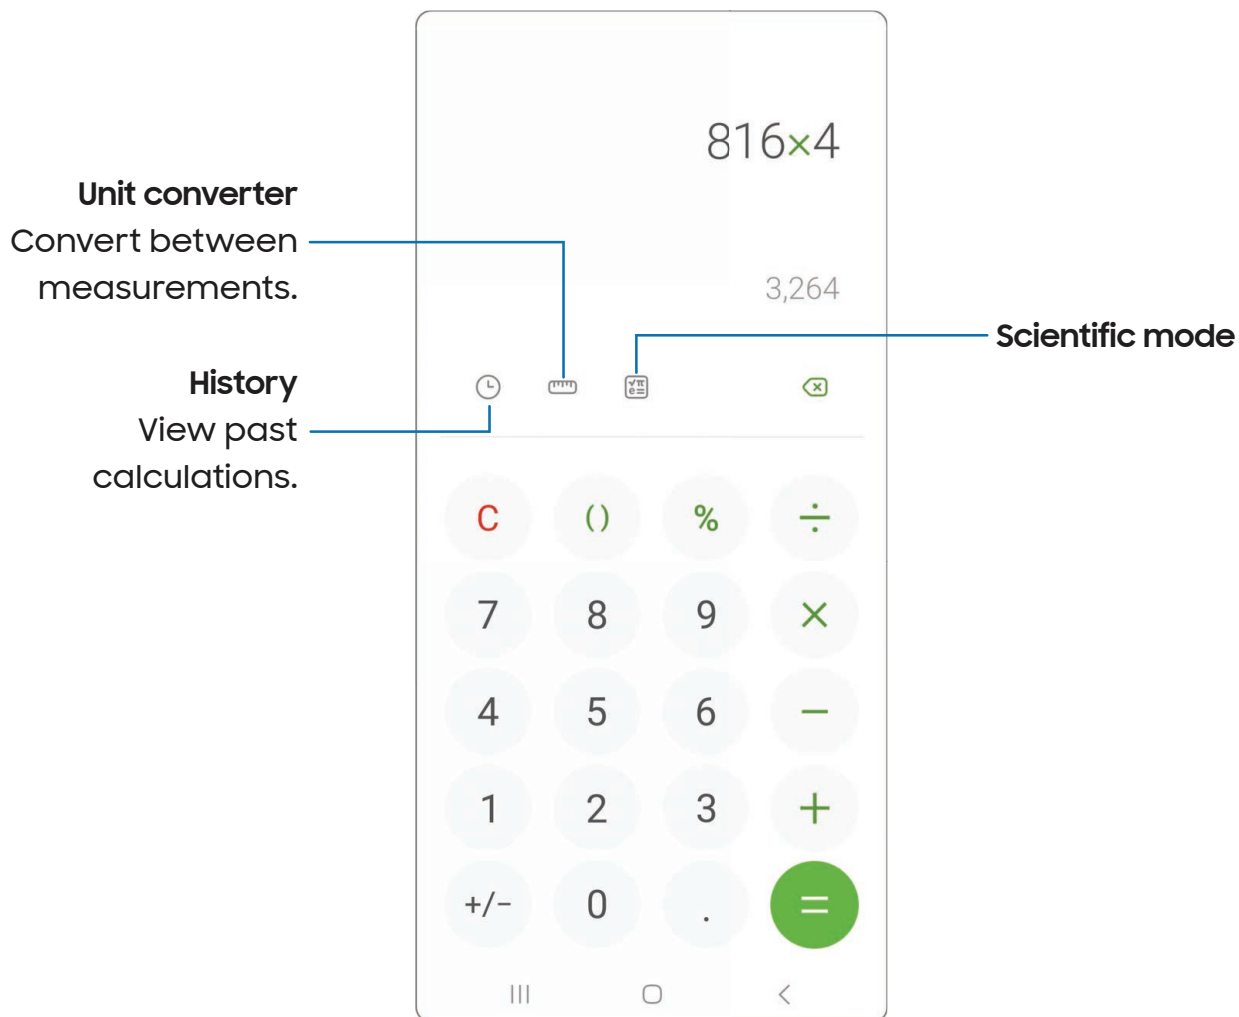 816×4
Unit converter
Convert between
measurements.
3,264
Scientific mode
History
View past
calculations.
√π
e=
C () % ÷
7 8 9 ×
4 5 6 −
1 2 3 +
+/− 0 . =